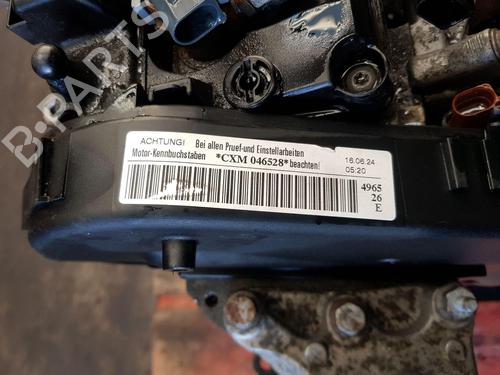 B-PARTS
ACHTUNG! Bei allen Pruef-und Einstellarbeiten
Motor-Kennbuchstaben *CXM 046528* beachten!
16.06.24
05:20
4965
26
E